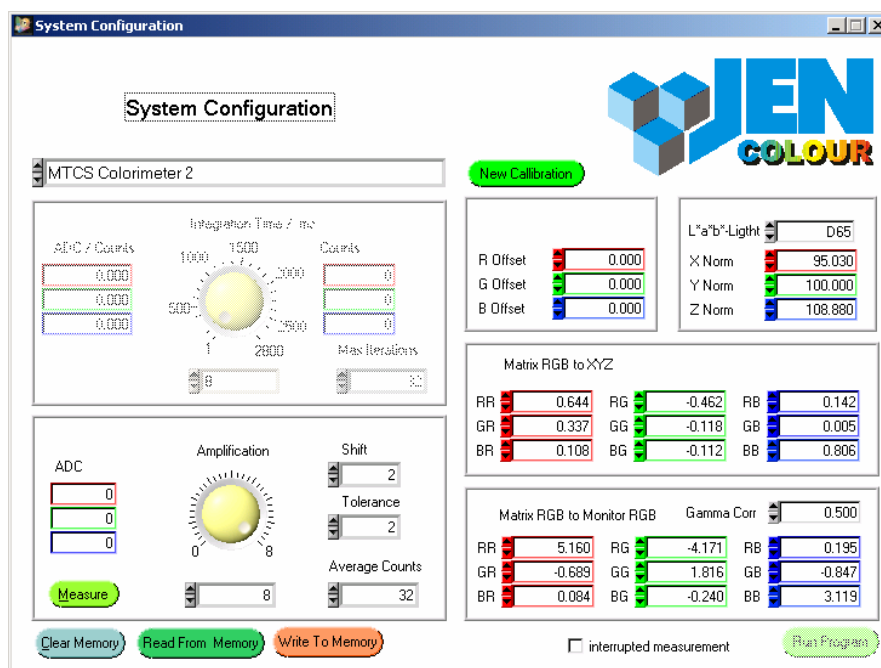 System Configuration
System Configuration
JEN
COLOUR
MTCS Colorimeter 2
New Callibration
Integration Time / ms
ADC / Counts
Counts
0.000
0.000
0.000
1
500
1000
1500
2000
2500
2800
0
0
0
Max Iterations
8
32
R Offset 0.000
G Offset 0.000
B Offset 0.000
L*a*b*-Ligtht D65
X Norm 95.030
Y Norm 100.000
Z Norm 108.880
Matrix RGB to XYZ
RR 0.644 RG -0.462 RB 0.142
GR 0.337 GG -0.118 GB 0.005
BR 0.108 BG -0.112 BB 0.806
ADC
0
0
0
Measure
Amplification
0 8
8
Shift
2
Tolerance
2
Average Counts
32
Matrix RGB to Monitor RGB Gamma Corr 0.500
RR 5.160 RG -4.171 RB 0.195
GR -0.689 GG 1.816 GB -0.847
BR 0.084 BG -0.240 BB 3.119
Clear Memory Read From Memory Write To Memory
interrupted measurement Run Program